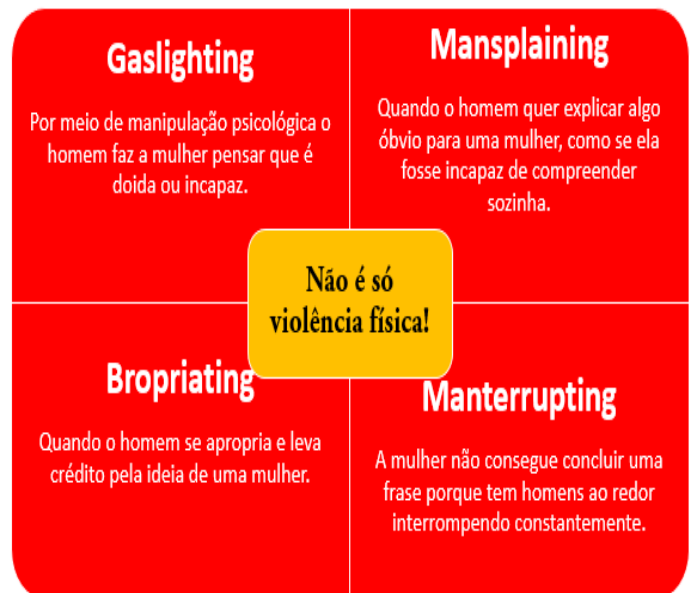 Gaslighting
Por meio de manipulação psicológica o
homem faz a mulher pensar que é
doida ou incapaz.
Mansplaining
Quando o homem quer explicar algo
óbvio para uma mulher, como se ela
fosse incapaz de compreender
sozinha.
Não é só
violência física!
Bropriating
Quando o homem se apropria e leva
crédito pela ideia de uma mulher.
Manterrupting
A mulher não consegue concluir uma
frase porque tem homens ao redor
interrompendo constantemente.